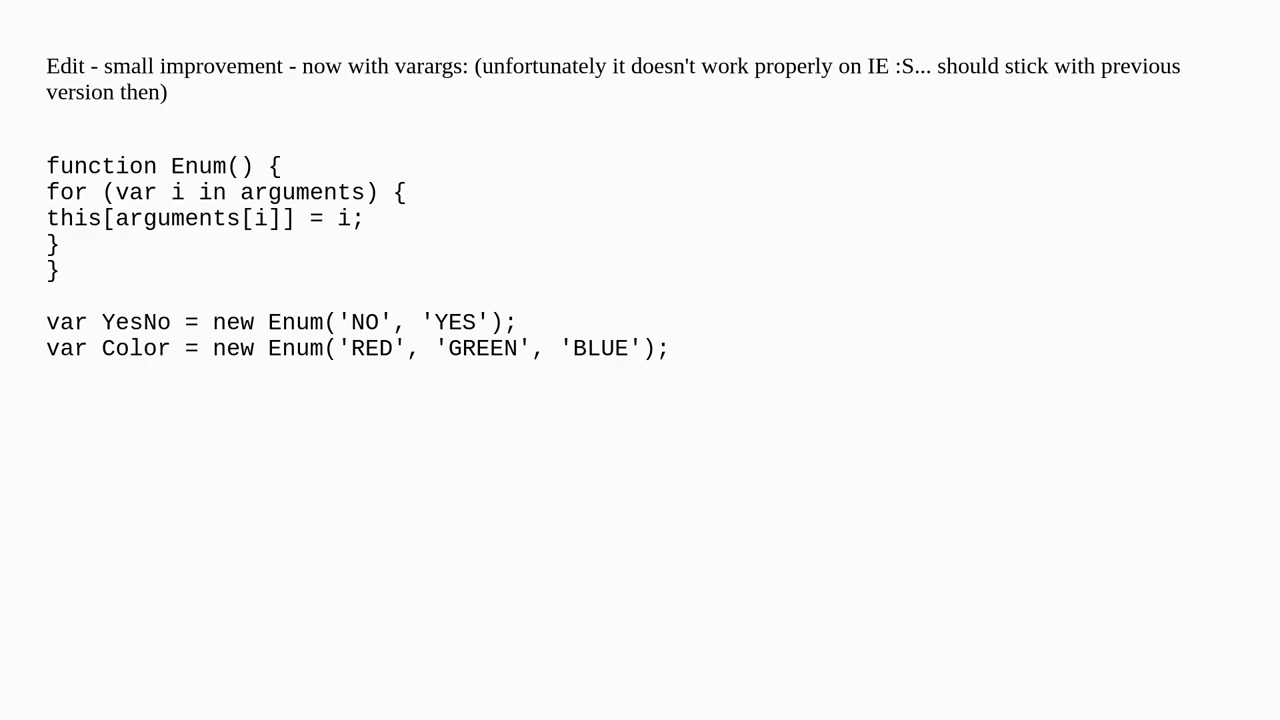 Edit - small improvement - now with varargs: (unfortunately it doesn't work properly on IE :S... should stick with previous
version then)
function Enum() {
for (var i in arguments) {
this[arguments[i]] = i;
}
}
var YesNo = new Enum('NO', 'YES');
var Color = new Enum('RED', 'GREEN', 'BLUE');